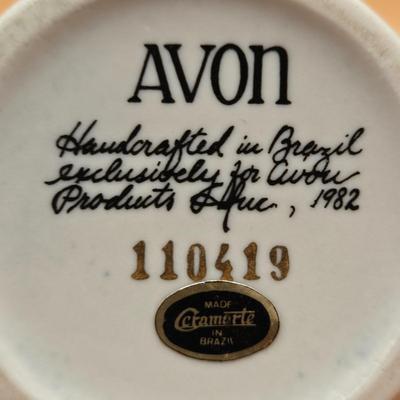 AVON
Handcrafted in Brazil
exclusively for Avon
Products Inc., 1982
110419
MADE
Ceramarte
IN
BRAZIL